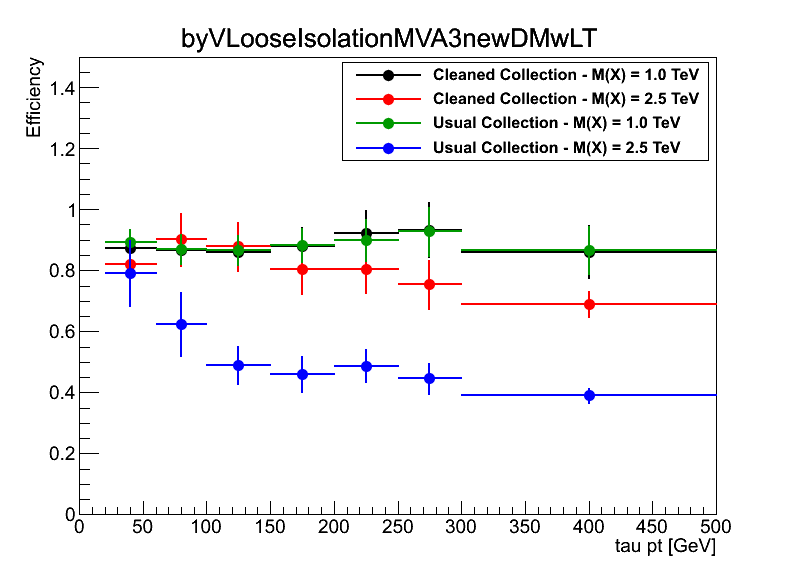 byVLooseIsolationMVA3newDMwLT
Efficiency
Cleaned Collection - M(X) = 1.0 TeV
Cleaned Collection - M(X) = 2.5 TeV
Usual Collection - M(X) = 1.0 TeV
Usual Collection - M(X) = 2.5 TeV
1.4
1.2
1
0.8
0.6
0.4
0.2
0
0 50 100 150 200 250 300 350 400 450 500
tau pt [GeV]